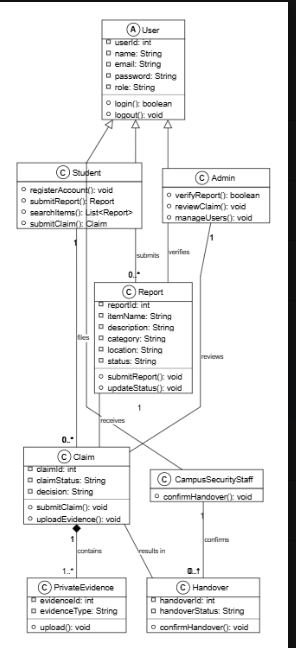 A User
userId: int
name: String
email: String
password: String
role: String
login(): boolean
logout(): void
C Student
registerAccount(): void
submitReport(): Report
searchItems(): List<Report>
submitClaim(): Claim
C Admin
verifyReport(): boolean
reviewClaim(): void
manageUsers(): void
1
1
submits
verifies
0..*
C Report
reportId: int
itemName: String
description: String
category: String
location: String
status: String
submitReport(): void
updateStatus(): void
files
reviews
1
receives
0..*
C Claim
claimId: int
claimStatus: String
decision: String
submitClaim(): void
uploadEvidence(): void
C CampusSecurityStaff
confirmHandover(): void
1
1
contains
results in
confirms
1..*
C PrivateEvidence
evidenceId: int
evidenceType: String
upload(): void
C Handover
handoverId: int
handoverStatus: String
confirmHandover(): void